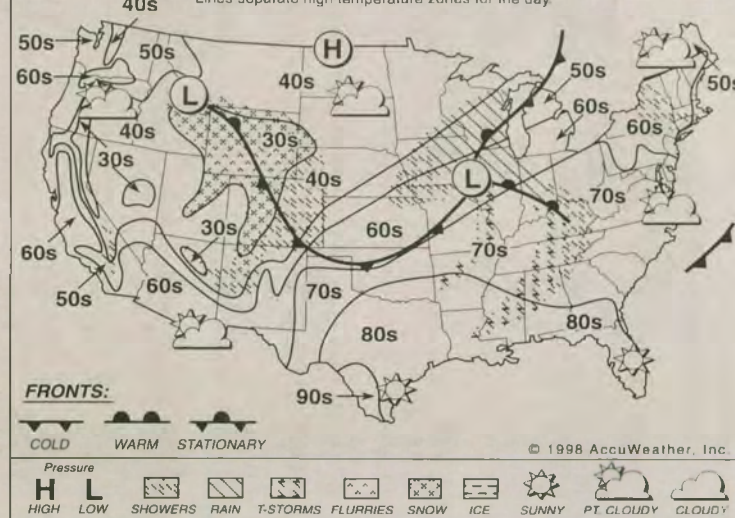 Lines separate high temperature zones for the day.
40s
50s
50s
60s
40s
50s
50s
60s
60s
40s
30s
30s
40s
70s
30s
60s
70s
60s
50s
60s
70s
80s
80s
90s
H
L
L
FRONTS:
COLD WARM STATIONARY
© 1998 AccuWeather, Inc.
Pressure
H L
HIGH LOW SHOWERS RAIN T-STORMS FLURRIES SNOW ICE SUNNY PT. CLOUDY CLOUDY